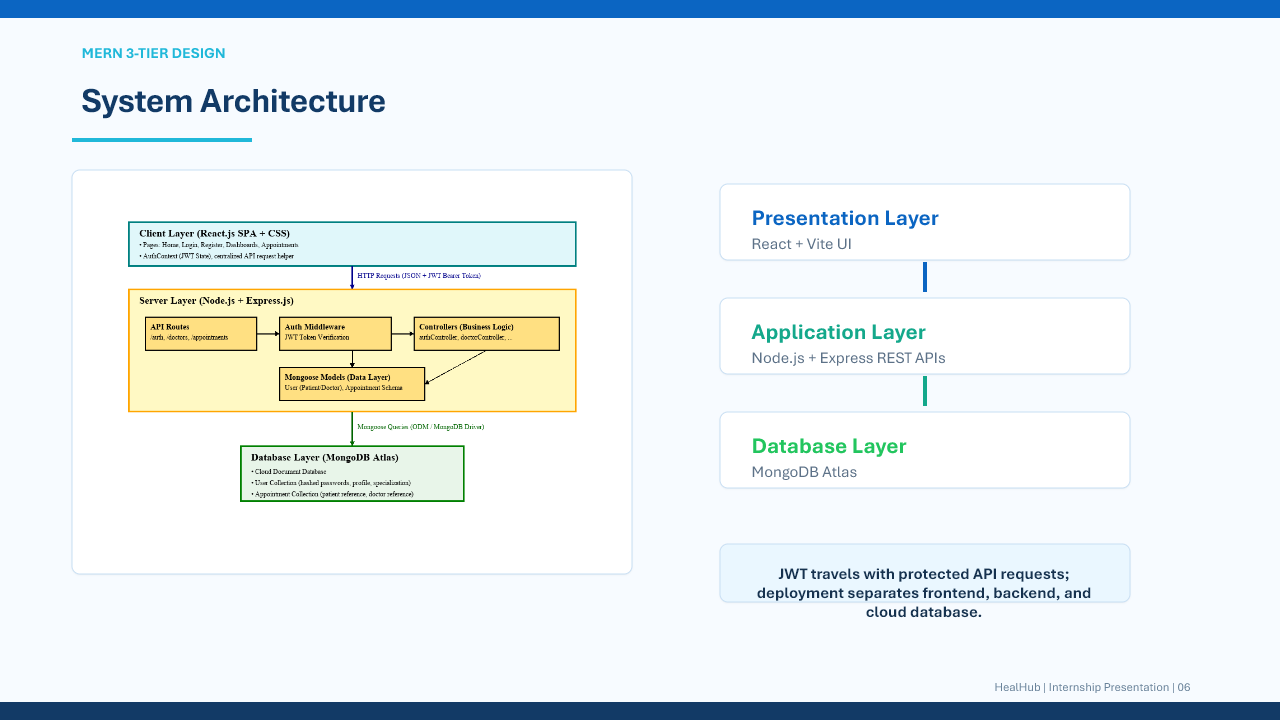 MERN 3-TIER DESIGN
System Architecture
Client Layer (React.js SPA + CSS)
• Pages: Home, Login, Register, Dashboards, Appointments
• AuthContext (JWT State), centralized API request helper
HTTP Requests (JSON + JWT Bearer Token)
Server Layer (Node.js + Express.js)
API Routes
/auth, /doctors, /appointments
Auth Middleware
JWT Token Verification
Controllers (Business Logic)
authController, doctorController, ...
Mongoose Models (Data Layer)
User (Patient/Doctor), Appointment Schema
Mongoose Queries (ODM / MongoDB Driver)
Database Layer (MongoDB Atlas)
• Cloud Document Database
• User Collection (hashed passwords, profile, specialization)
• Appointment Collection (patient reference, doctor reference)
Presentation Layer
React + Vite UI
Application Layer
Node.js + Express REST APIs
Database Layer
MongoDB Atlas
JWT travels with protected API requests;
deployment separates frontend, backend, and
cloud database.
HealHub | Internship Presentation | 06